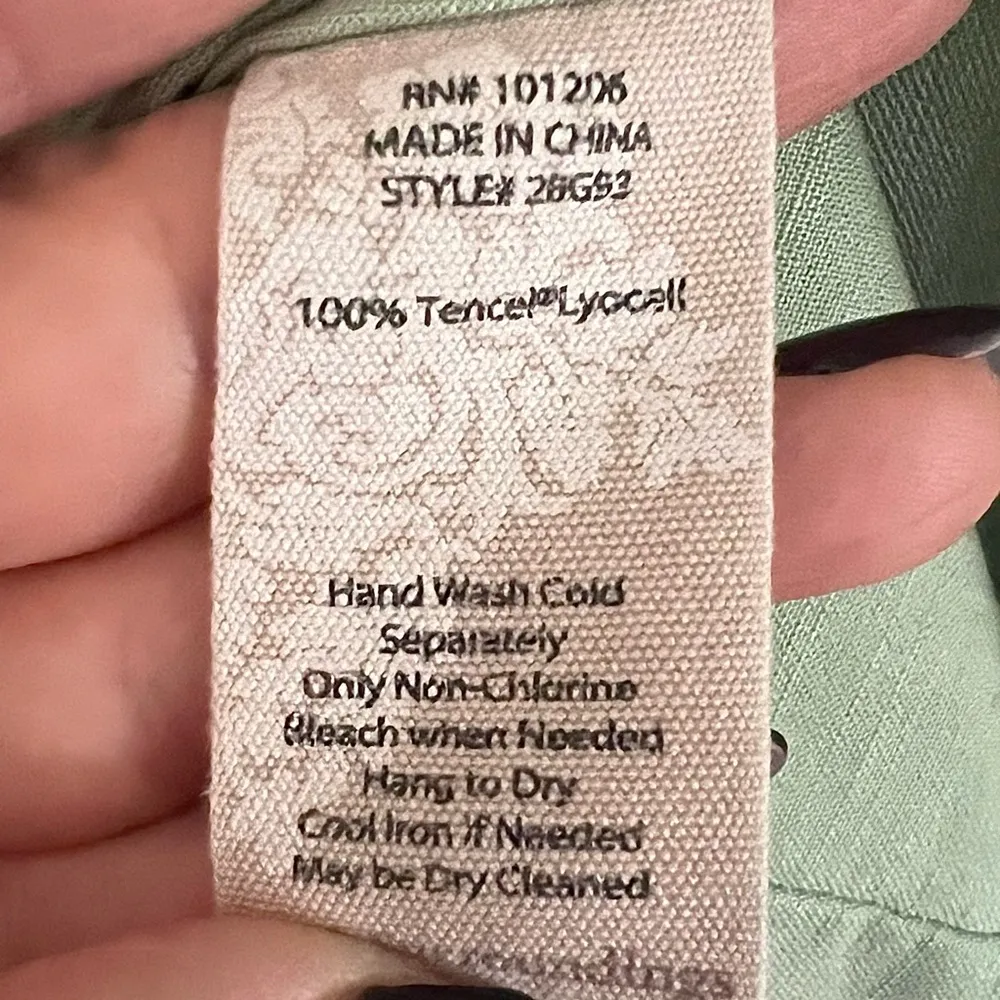 RN# 101206
MADE IN CHINA
STYLE# 28G92
100% Tencel®Lyocell
Hand Wash Cold
Separately
Only Non-Chlorine
Bleach when Needed
Hang to Dry
Cool Iron if Needed
May be Dry Cleaned